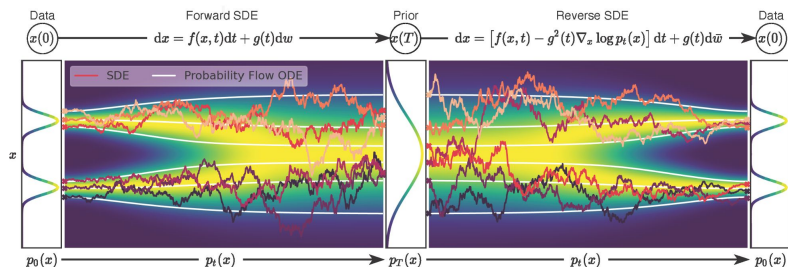 Data Forward SDE Prior Reverse SDE Data
x(0) dx = f(x, t)dt + g(t)dw x(T) dx = [f(x, t) − g²(t)∇ₓ log pₜ(x)] dt + g(t)dw̄ x(0)
SDE Probability Flow ODE
x
p₀(x) pₜ(x) p_T(x) pₜ(x) p₀(x)